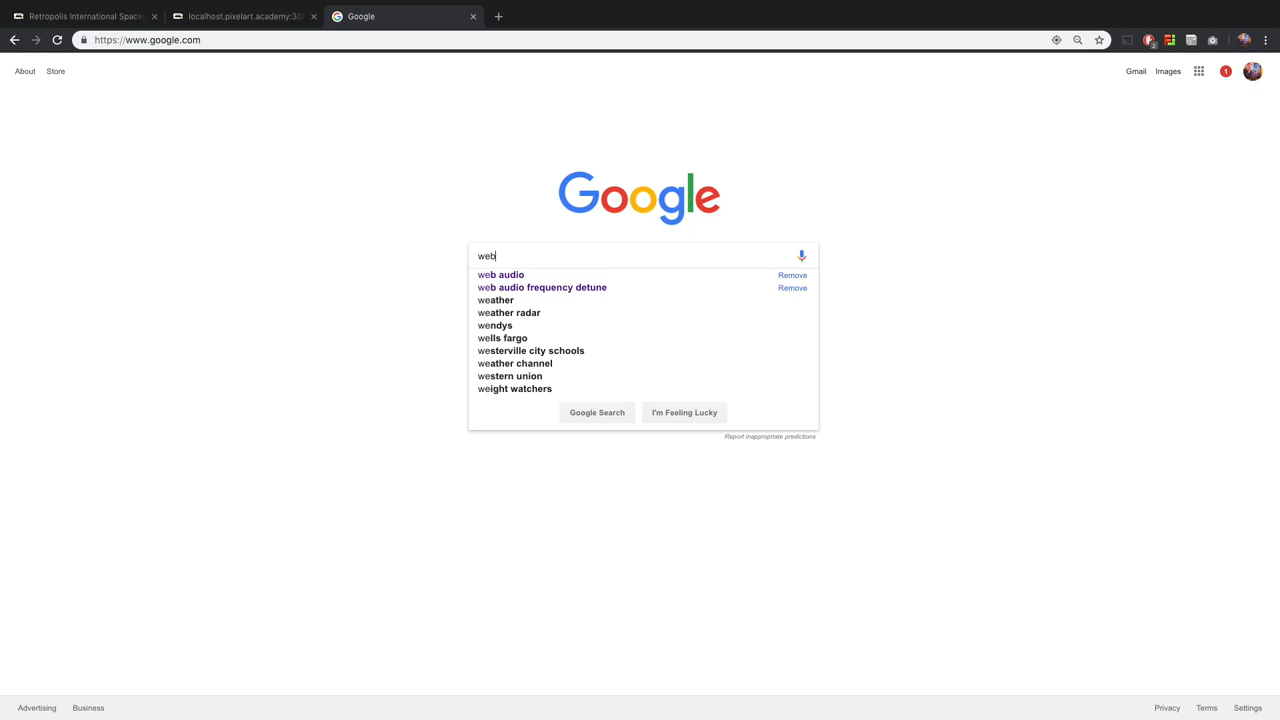 Retropolis International Space
localhost.pixelart.academy:30
Google
https://www.google.com
2
About Store
Gmail Images
1
Google
web
web audio Remove
web audio frequency detune Remove
weather
weather radar
wendys
wells fargo
westerville city schools
weather channel
western union
weight watchers
Google Search I'm Feeling Lucky
Report inappropriate predictions
Advertising Business
Privacy Terms Settings